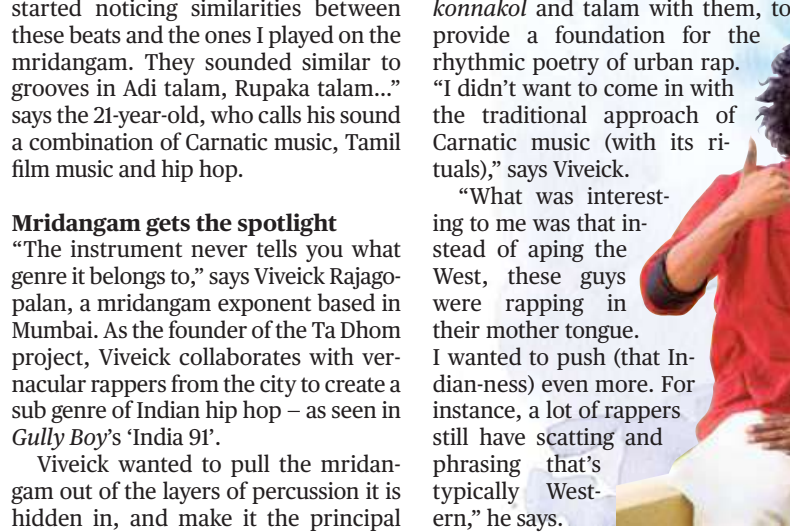 started noticing similarities between
these beats and the ones I played on the
mridangam. They sounded similar to
grooves in Adi talam, Rupaka talam...”
says the 21-year-old, who calls his sound
a combination of Carnatic music, Tamil
film music and hip hop.
Mridangam gets the spotlight
“The instrument never tells you what
genre it belongs to,” says Viveick Rajago-
palan, a mridangam exponent based in
Mumbai. As the founder of the Ta Dhom
project, Viveick collaborates with ver-
nacular rappers from the city to create a
sub genre of Indian hip hop – as seen in
Gully Boy’s ‘India 91’.
Viveick wanted to pull the mridan-
gam out of the layers of percussion it is
hidden in, and make it the principal
konnakol and talam with them, to
provide a foundation for the
rhythmic poetry of urban rap.
“I didn’t want to come in with
the traditional approach of
Carnatic music (with its ri-
tuals),” says Viveick.
“What was interest-
ing to me was that in-
stead of aping the
West, these guys
were rapping in
their mother tongue.
I wanted to push (that In-
dian-ness) even more. For
instance, a lot of rappers
still have scatting and
phrasing that’s
typically West-
ern,” he says.